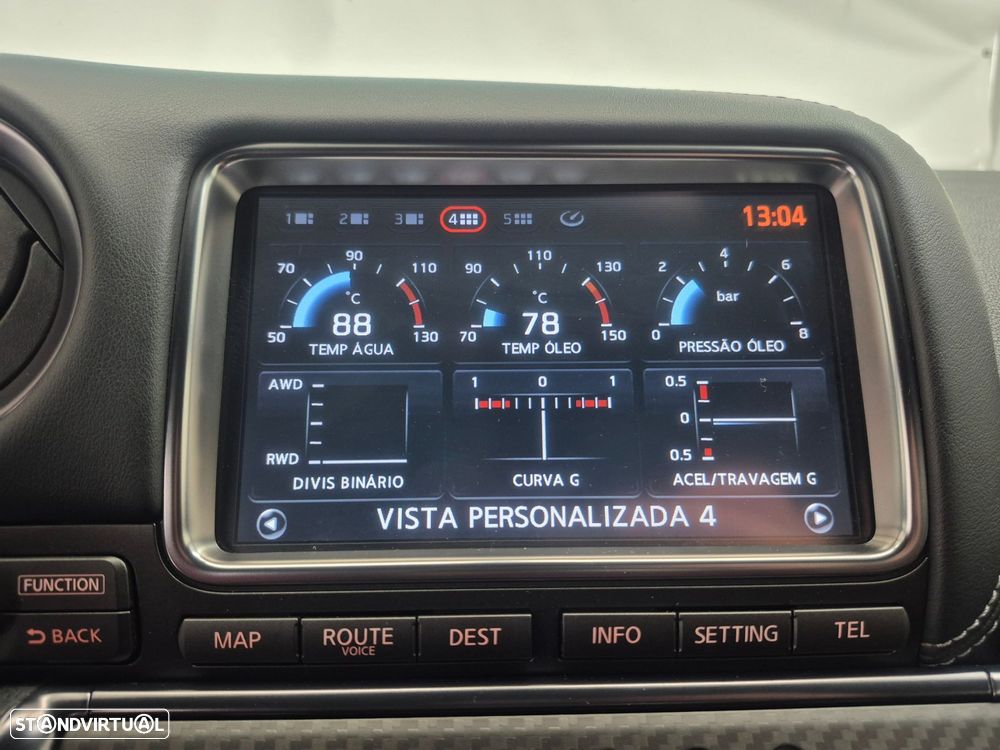 1 2 3 4 5 13:04
70 90 110
50 °C 88 130
TEMP ÁGUA
90 110 130
70 °C 78 150
TEMP ÓLEO
2 4 6
0 bar 8
PRESSÃO ÓLEO
AWD
RWD
DIVIS BINÁRIO
1 0 1
CURVA G
0.5
0
0.5
ACEL/TRAVAGEM G
VISTA PERSONALIZADA 4
FUNCTION
BACK
MAP
ROUTE
VOICE
DEST
INFO
SETTING
TEL
STANDVIRTUAL